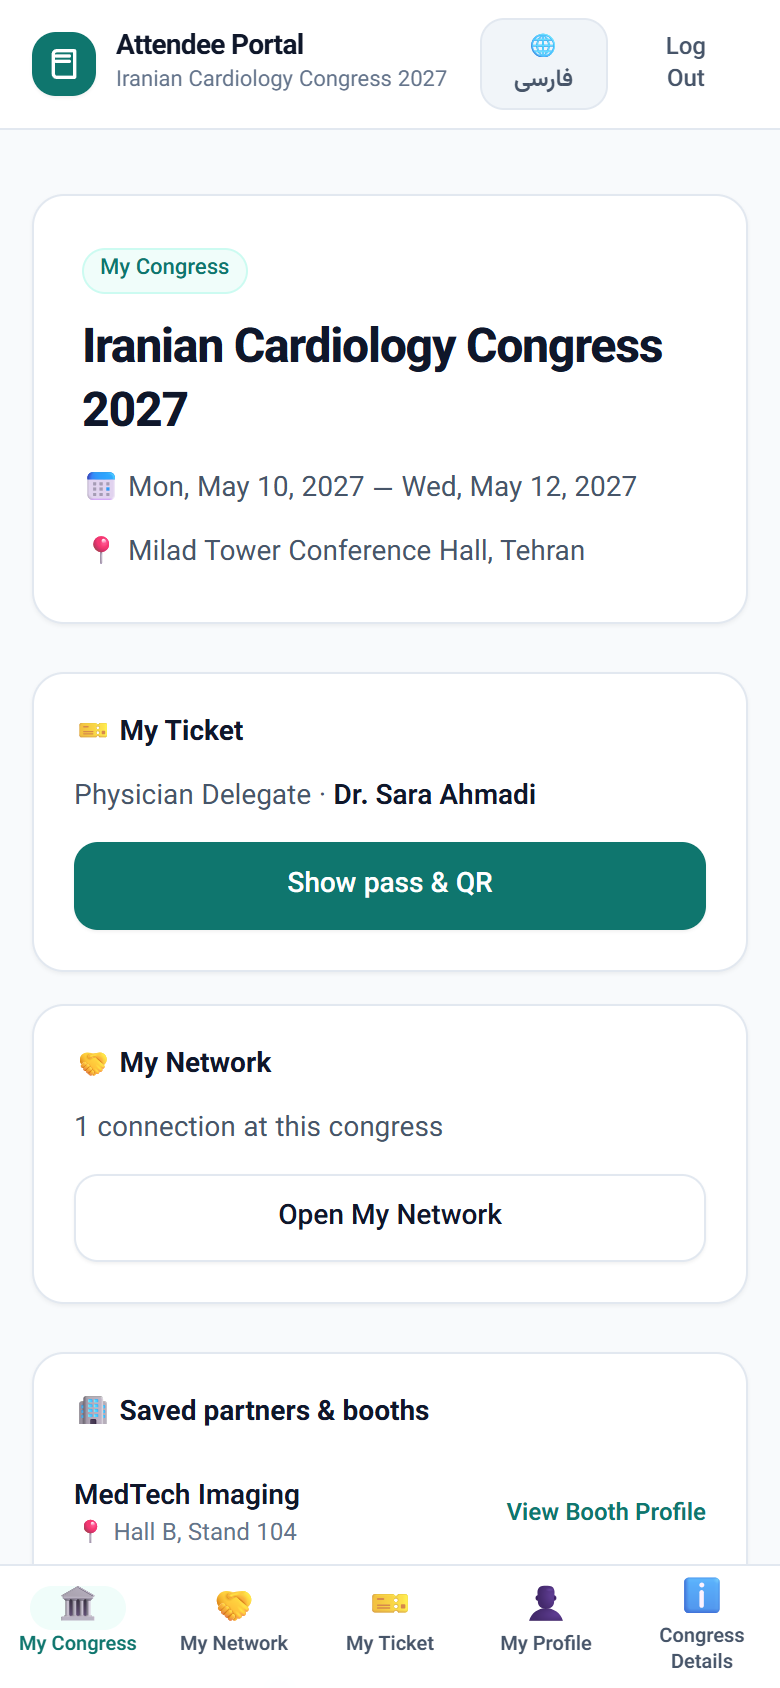 Attendee Portal
Iranian Cardiology Congress 2027
فارسی
Log
Out
My Congress
Iranian Cardiology Congress
2027
Mon, May 10, 2027 — Wed, May 12, 2027
Milad Tower Conference Hall, Tehran
My Ticket
Physician Delegate · Dr. Sara Ahmadi
Show pass & QR
My Network
1 connection at this congress
Open My Network
Saved partners & booths
MedTech Imaging
View Booth Profile
Hall B, Stand 104
My Congress
My Network
My Ticket
My Profile
Congress
Details